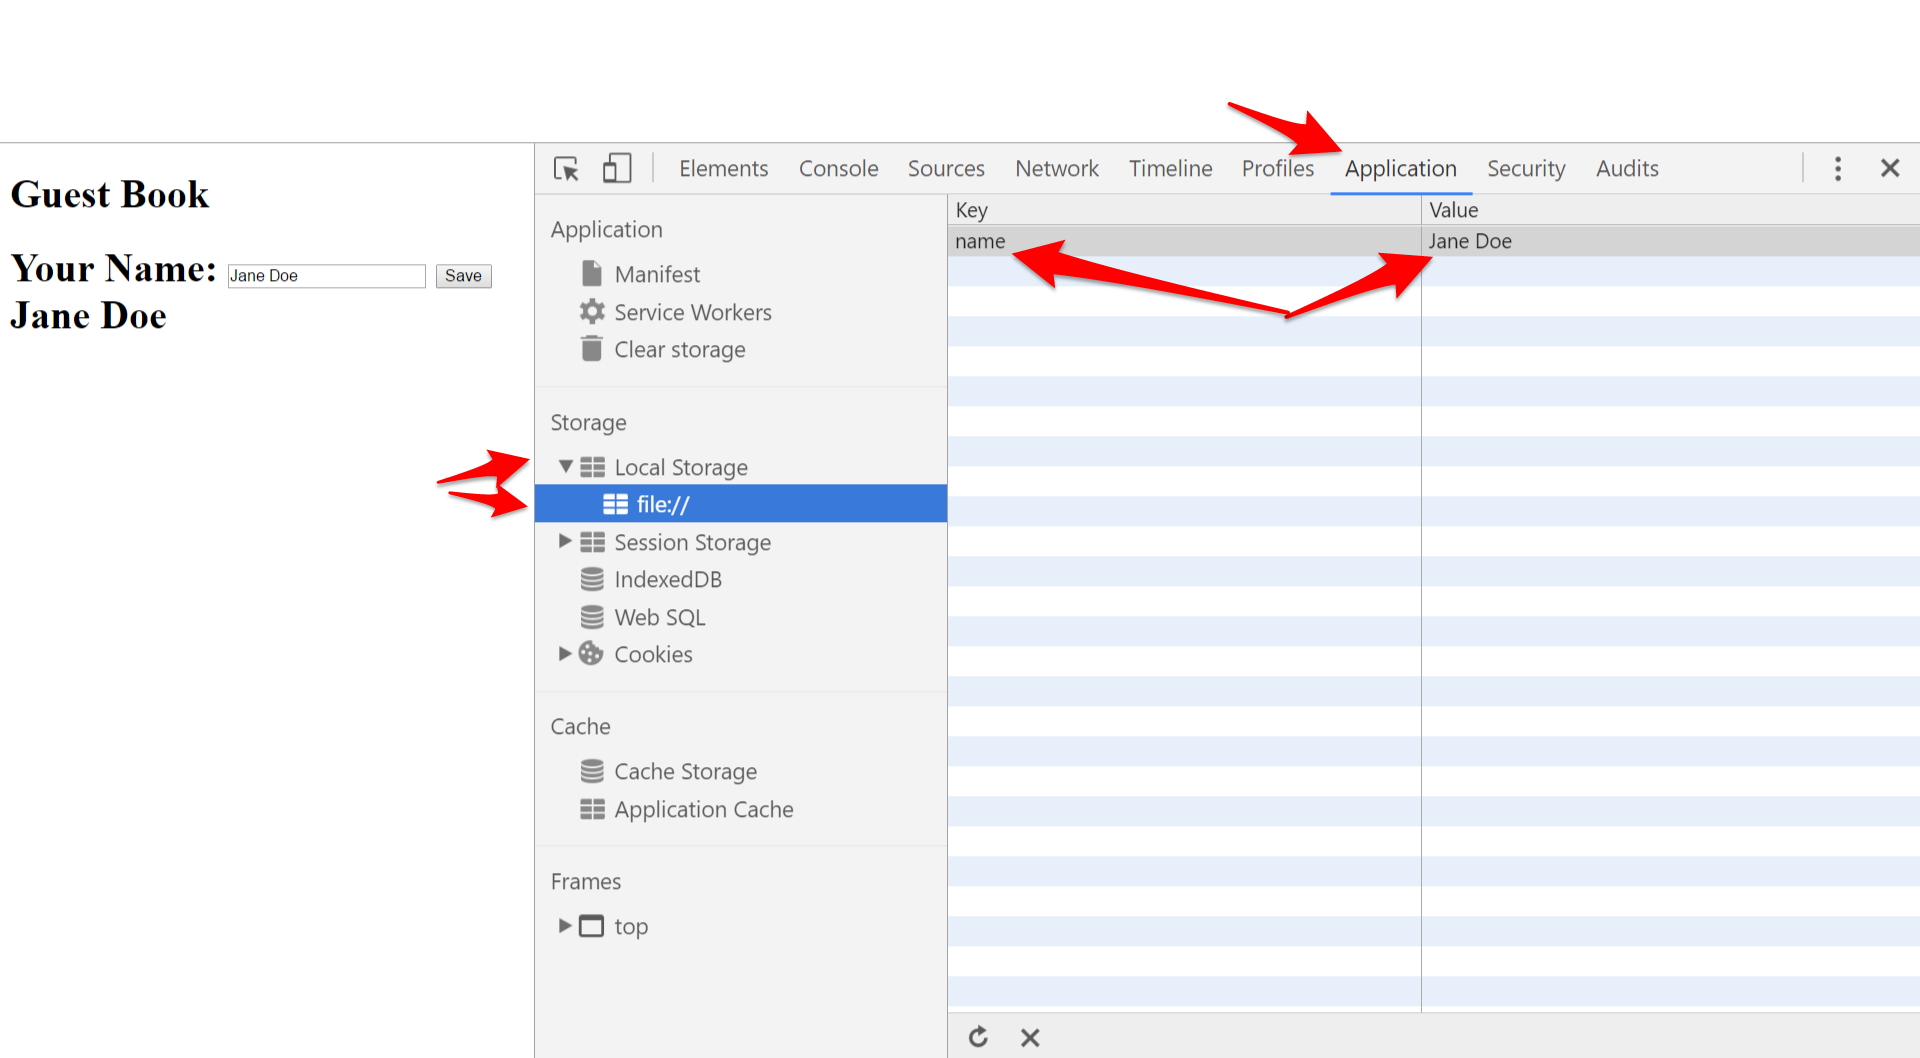 Guest Book
Your Name: Jane Doe Save
Jane Doe
Elements Console Sources Network Timeline Profiles Application Security Audits
Application
Manifest
Service Workers
Clear storage
Storage
Local Storage
file://
Session Storage
IndexedDB
Web SQL
Cookies
Cache
Cache Storage
Application Cache
Frames
top
Key Value
name Jane Doe